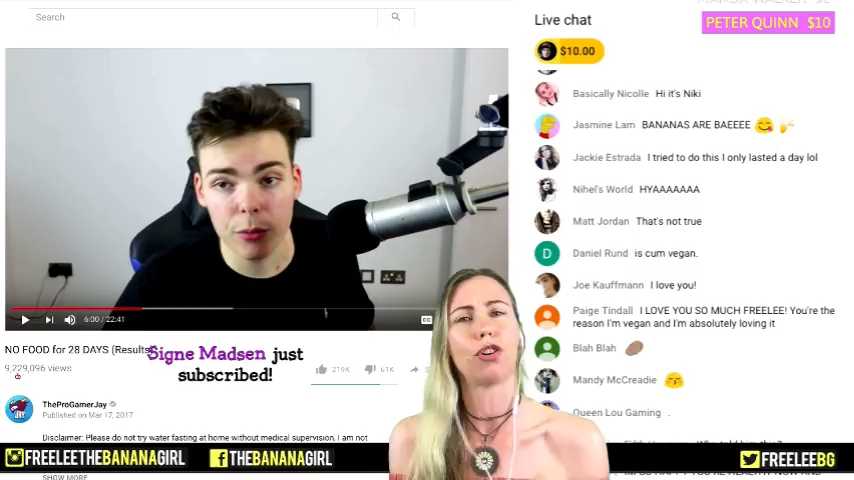 Search
Live chat
PETER QUINN $10
$10.00
Basically Nicolle Hi it's Niki
Jasmine Lam BANANAS ARE BAEEEE
Jackie Estrada I tried to do this I only lasted a day lol
Nihel's World HYAAAAAAA
Matt Jordan That's not true
D
Daniel Rund is cum vegan.
Joe Kauffmann I love you!
Paige Tindall I LOVE YOU SO MUCH FREELEE! You're the
reason I'm vegan and I'm absolutely loving it
Blah Blah
Mandy McCreadie
Queen Lou Gaming .
6:00 / 22:41
NO FOOD for 28 DAYS (Results)
Signe Madsen just
subscribed!
9,229,096 views
219K
61K
TheProGamerJay
Published on Mar 17, 2017
Disclaimer: Please do not try water fasting at home without medical supervision, I am not
FREELEETHEBANANAGIRL
THEBANANAGIRL
FREELEEBG
SHOW MORE